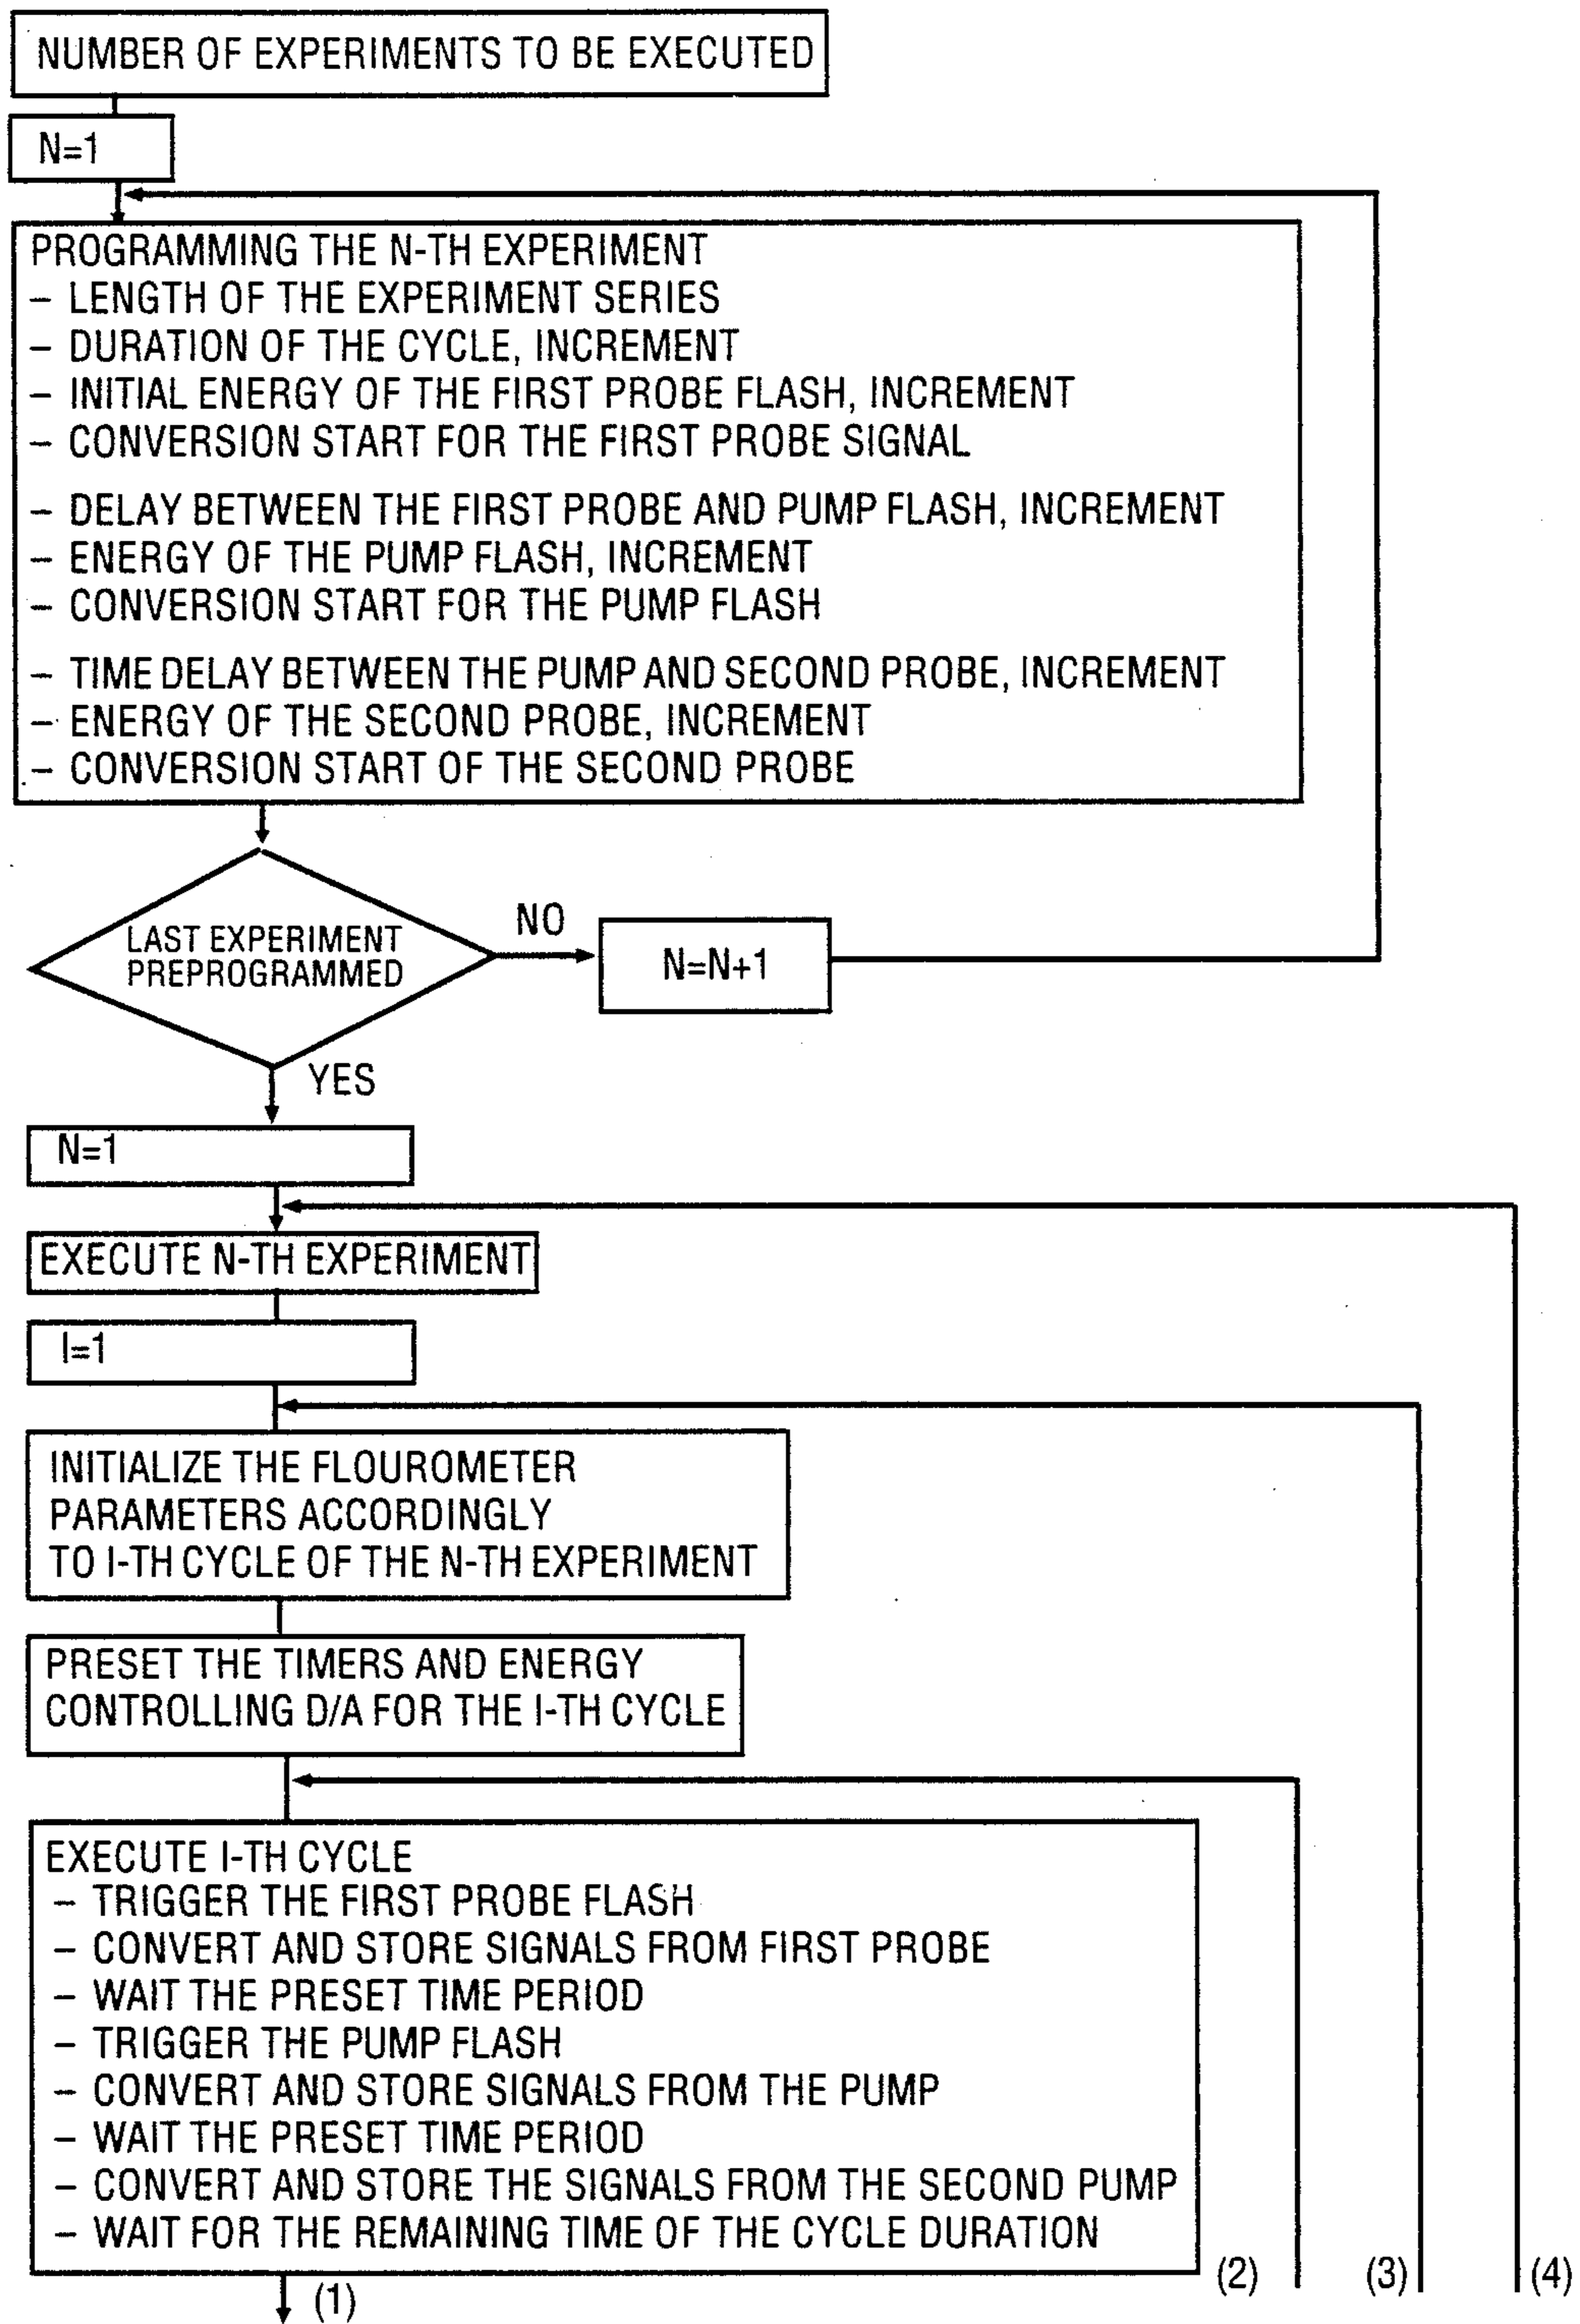 NUMBER OF EXPERIMENTS TO BE EXECUTED
N=1
PROGRAMMING THE N-TH EXPERIMENT
– LENGTH OF THE EXPERIMENT SERIES
– DURATION OF THE CYCLE, INCREMENT
– INITIAL ENERGY OF THE FIRST PROBE FLASH, INCREMENT
– CONVERSION START FOR THE FIRST PROBE SIGNAL
– DELAY BETWEEN THE FIRST PROBE AND PUMP FLASH, INCREMENT
– ENERGY OF THE PUMP FLASH, INCREMENT
– CONVERSION START FOR THE PUMP FLASH
– TIME DELAY BETWEEN THE PUMP AND SECOND PROBE, INCREMENT
– ENERGY OF THE SECOND PROBE, INCREMENT
– CONVERSION START OF THE SECOND PROBE
LAST EXPERIMENT
PREPROGRAMMED
NO
N=N+1
YES
N=1
EXECUTE N-TH EXPERIMENT
I=1
INITIALIZE THE FLOUROMETER
PARAMETERS ACCORDINGLY
TO I-TH CYCLE OF THE N-TH EXPERIMENT
PRESET THE TIMERS AND ENERGY
CONTROLLING D/A FOR THE I-TH CYCLE
EXECUTE I-TH CYCLE
– TRIGGER THE FIRST PROBE FLASH
– CONVERT AND STORE SIGNALS FROM FIRST PROBE
– WAIT THE PRESET TIME PERIOD
– TRIGGER THE PUMP FLASH
– CONVERT AND STORE SIGNALS FROM THE PUMP
– WAIT THE PRESET TIME PERIOD
– CONVERT AND STORE THE SIGNALS FROM THE SECOND PUMP
– WAIT FOR THE REMAINING TIME OF THE CYCLE DURATION
(1)
(2)
(3)
(4)